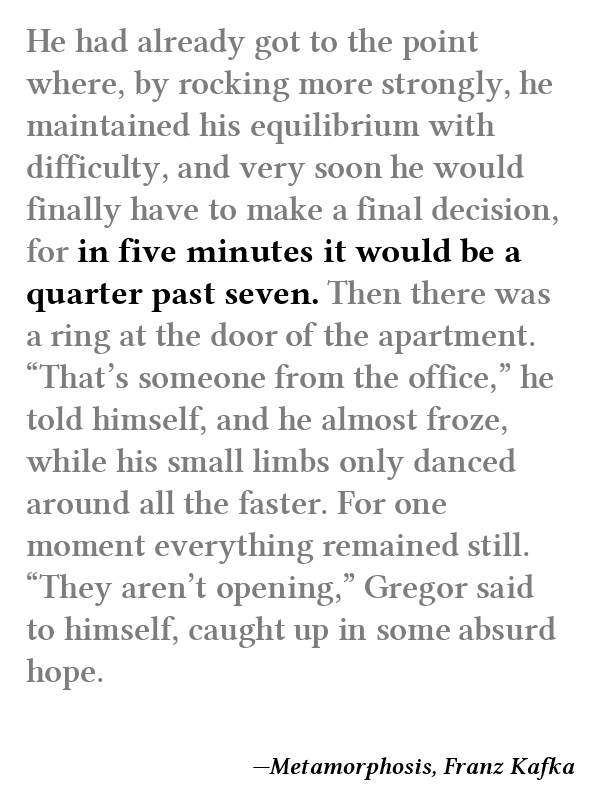 He had already got to the point
where, by rocking more strongly, he
maintained his equilibrium with
difficulty, and very soon he would
finally have to make a final decision,
for in five minutes it would be a
quarter past seven. Then there was
a ring at the door of the apartment.
“That’s someone from the office,” he
told himself, and he almost froze,
while his small limbs only danced
around all the faster. For one
moment everything remained still.
“They aren’t opening,” Gregor said
to himself, caught up in some absurd
hope.
—Metamorphosis, Franz Kafka